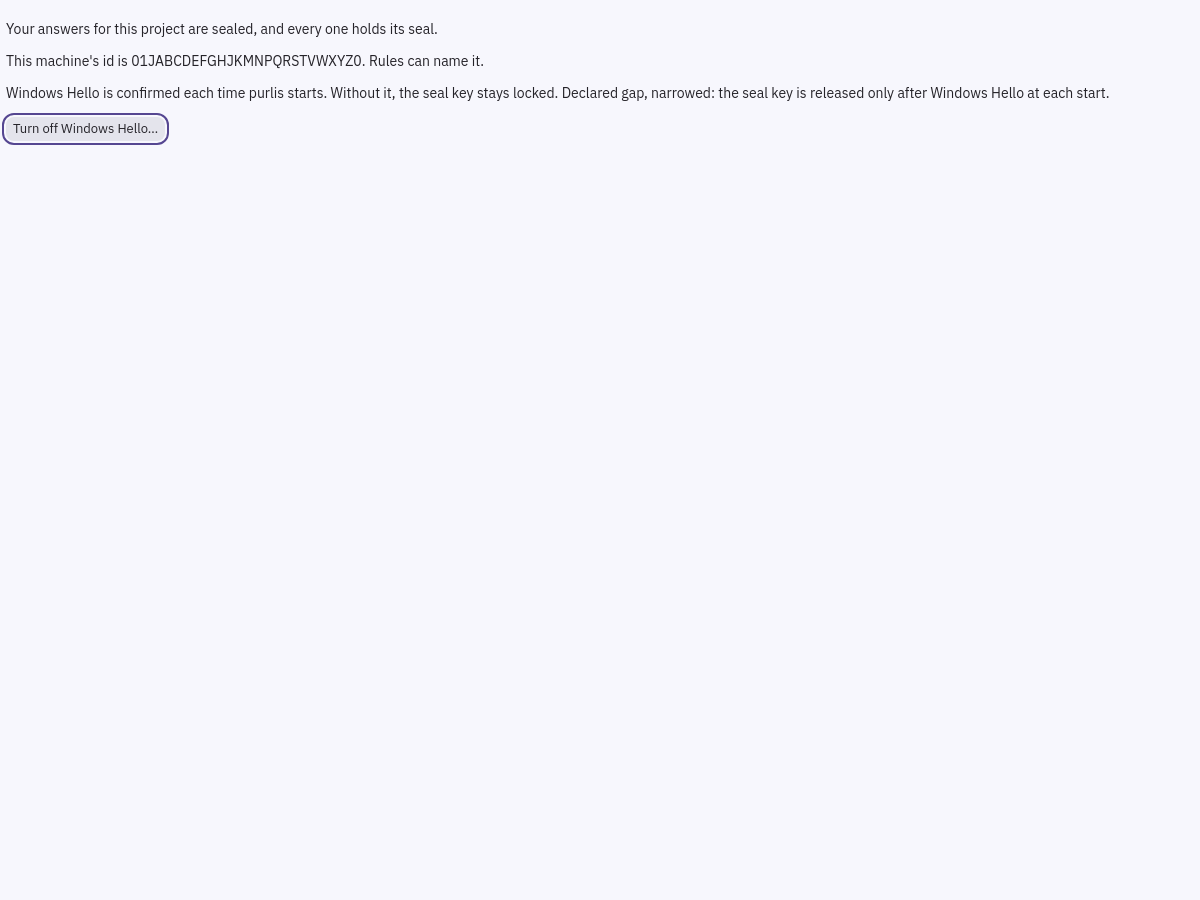 Your answers for this project are sealed, and every one holds its seal.
This machine's id is 01JABCDEFGHJKMNPQRSTVWXYZ0. Rules can name it.
Windows Hello is confirmed each time purlis starts. Without it, the seal key stays locked. Declared gap, narrowed: the seal key is released only after Windows Hello at each start.
Turn off Windows Hello...